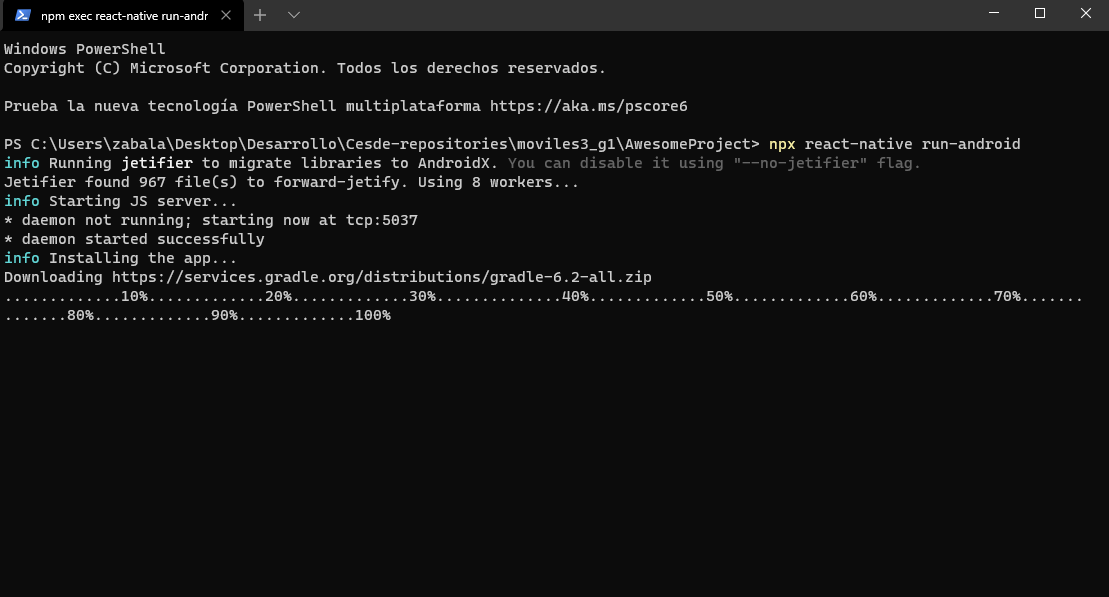 npm exec react-native run-andr
Windows PowerShell
Copyright (C) Microsoft Corporation. Todos los derechos reservados.
Prueba la nueva tecnología PowerShell multiplataforma https://aka.ms/pscore6
PS C:\Users\zabala\Desktop\Desarrollo\Cesde-repositories\moviles3_g1\AwesomeProject> npx react-native run-android
info Running jetifier to migrate libraries to AndroidX. You can disable it using "--no-jetifier" flag.
Jetifier found 967 file(s) to forward-jetify. Using 8 workers...
info Starting JS server...
* daemon not running; starting now at tcp:5037
* daemon started successfully
info Installing the app...
Downloading https://services.gradle.org/distributions/gradle-6.2-all.zip
.............10%.............20%.............30%..............40%.............50%.............60%.............70%.......
.......80%.............90%.............100%